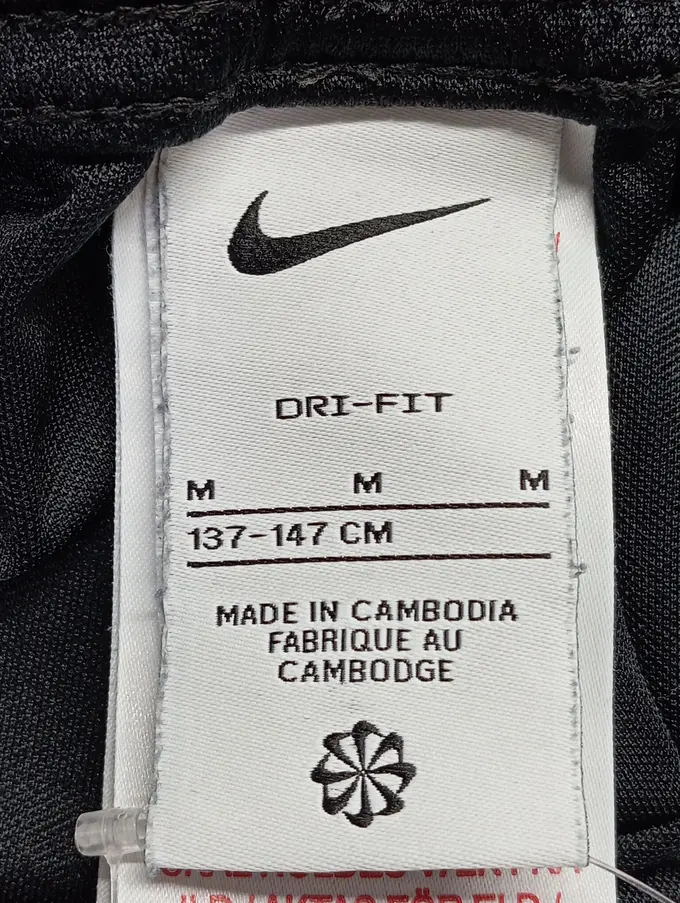 DRI-FIT
M M M
137-147 CM
MADE IN CAMBODIA
FABRIQUE AU
CAMBODGE